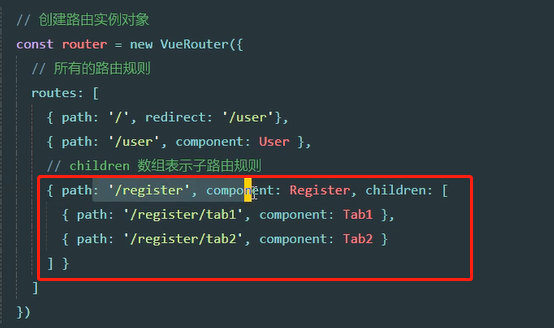 // 创建路由实例对象
const router = new VueRouter({
// 所有的路由规则
routes: [
{ path: '/', redirect: '/user'},
{ path: '/user', component: User },
// children 数组表示子路由规则
{ path: '/register', component: Register, children: [
{ path: '/register/tab1', component: Tab1 },
{ path: '/register/tab2', component: Tab2 }
] }
]
})